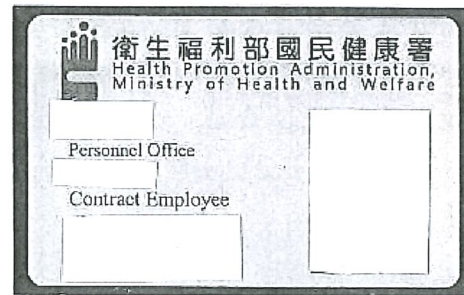 衛生福利部國民健康署
Health Promotion Administration,
Ministry of Health and Welfare
Personnel Office
Contract Employee